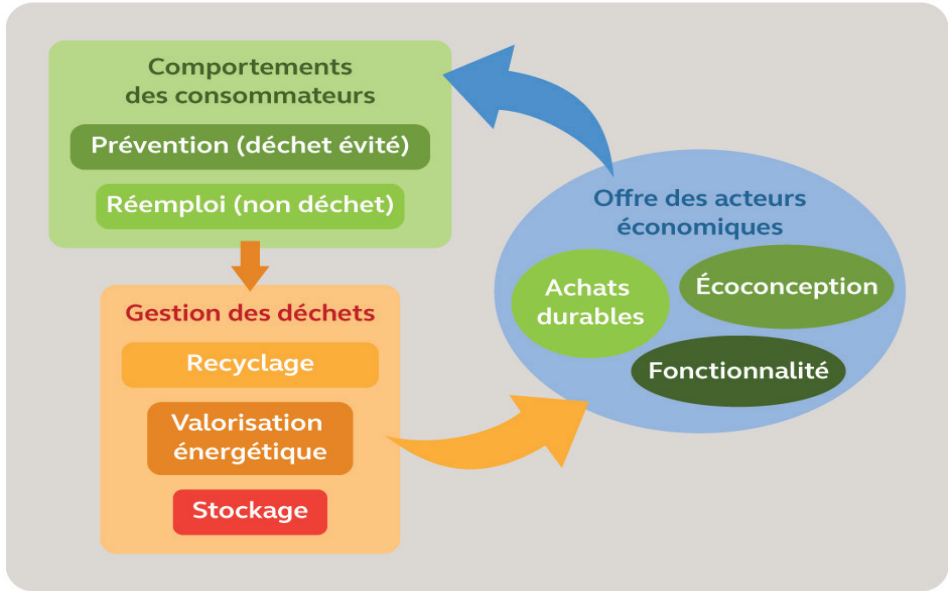 Comportements
des consommateurs
Prévention (déchet évité)
Réemploi (non déchet)
Gestion des déchets
Recyclage
Valorisation
énergétique
Stockage
Offre des acteurs
économiques
Achats
durables
Écoconception
Fonctionnalité